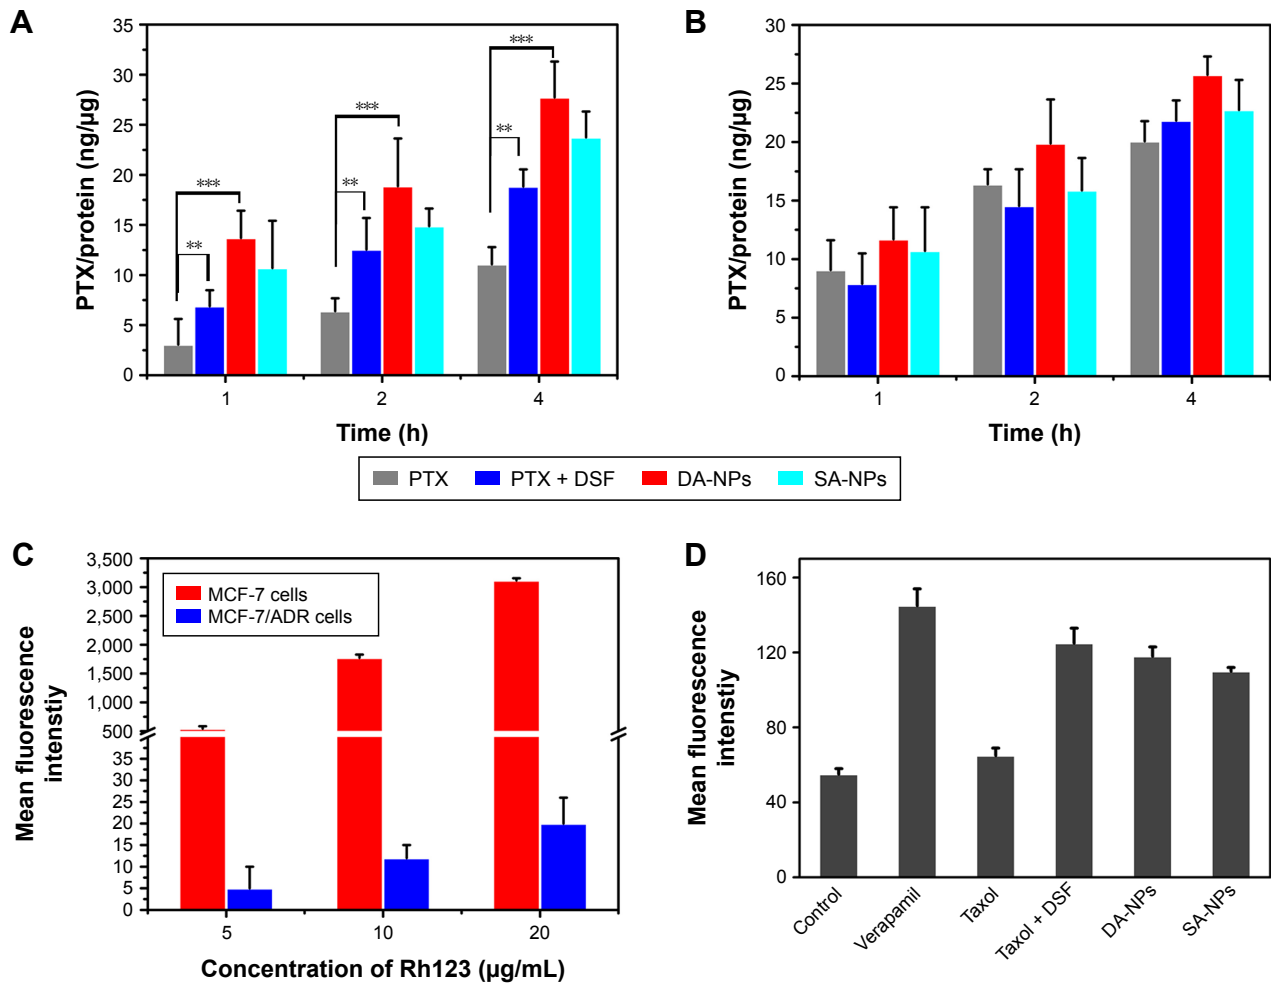 A
PTX/protein (ng/µg)
35
30
25
20
15
10
5
0
***
**
***
**
***
**
1
2
4
Time (h)
B
PTX/protein (ng/µg)
30
25
20
15
10
5
0
1
2
4
Time (h)
PTX
PTX + DSF
DA-NPs
SA-NPs
C
Mean fluorescence
intenstiy
3,500
3,000
2,500
2,000
1,500
1,000
500
35
30
25
20
15
10
5
0
MCF-7 cells
MCF-7/ADR cells
5
10
20
Concentration of Rh123 (µg/mL)
D
Mean fluorescence
intenstiy
160
120
80
40
0
Control
Verapamil
Taxol
Taxol + DSF
DA-NPs
SA-NPs